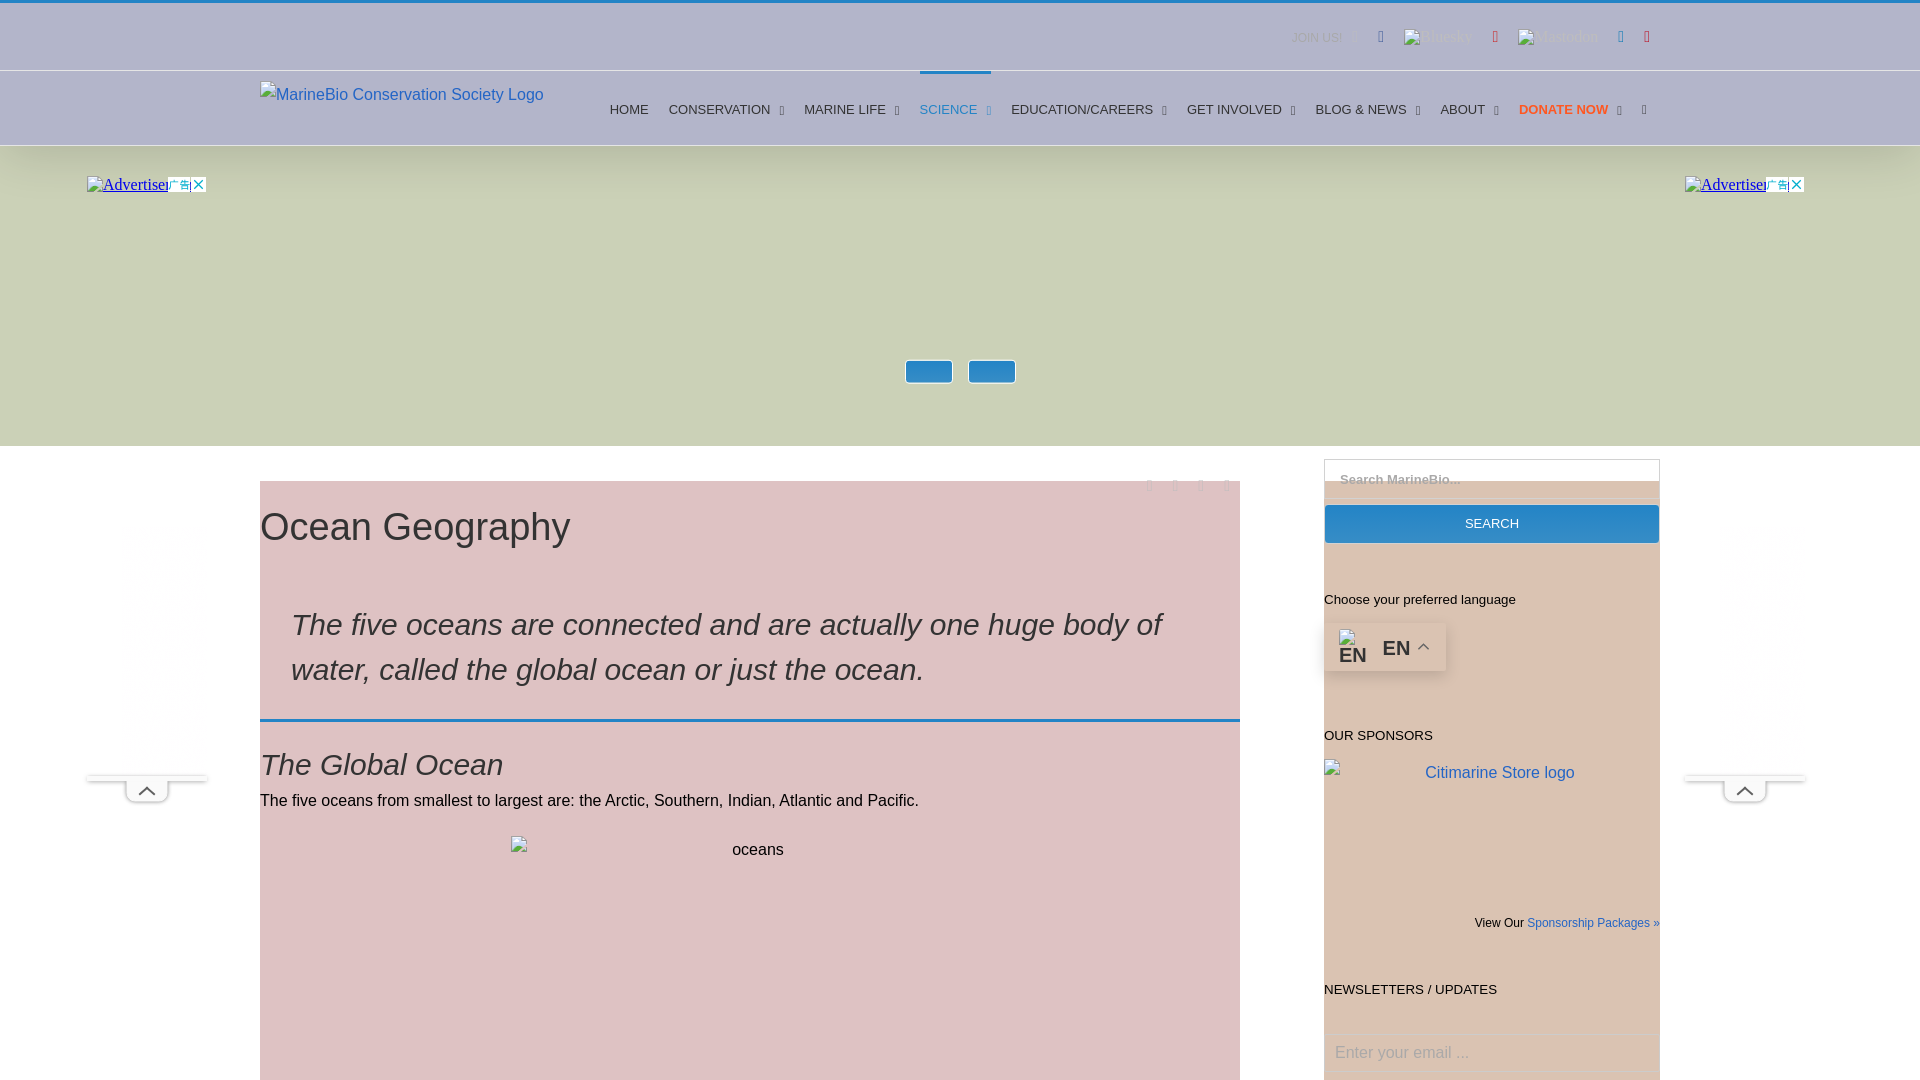 JOIN US!
MarineBio Conservation Society Logo
HOME CONSERVATION MARINE LIFE SCIENCE EDUCATION/CAREERS GET INVOLVED BLOG & NEWS ABOUT DONATE NOW
广告
广告
Search MarineBio...
SEARCH
Ocean Geography
The five oceans are connected and are actually one huge body of
water, called the global ocean or just the ocean.
The Global Ocean
The five oceans from smallest to largest are: the Arctic, Southern, Indian, Atlantic and Pacific.
oceans
Choose your preferred language
EN EN
OUR SPONSORS
Citimarine Store logo
View Our Sponsorship Packages »
NEWSLETTERS / UPDATES
Enter your email ...